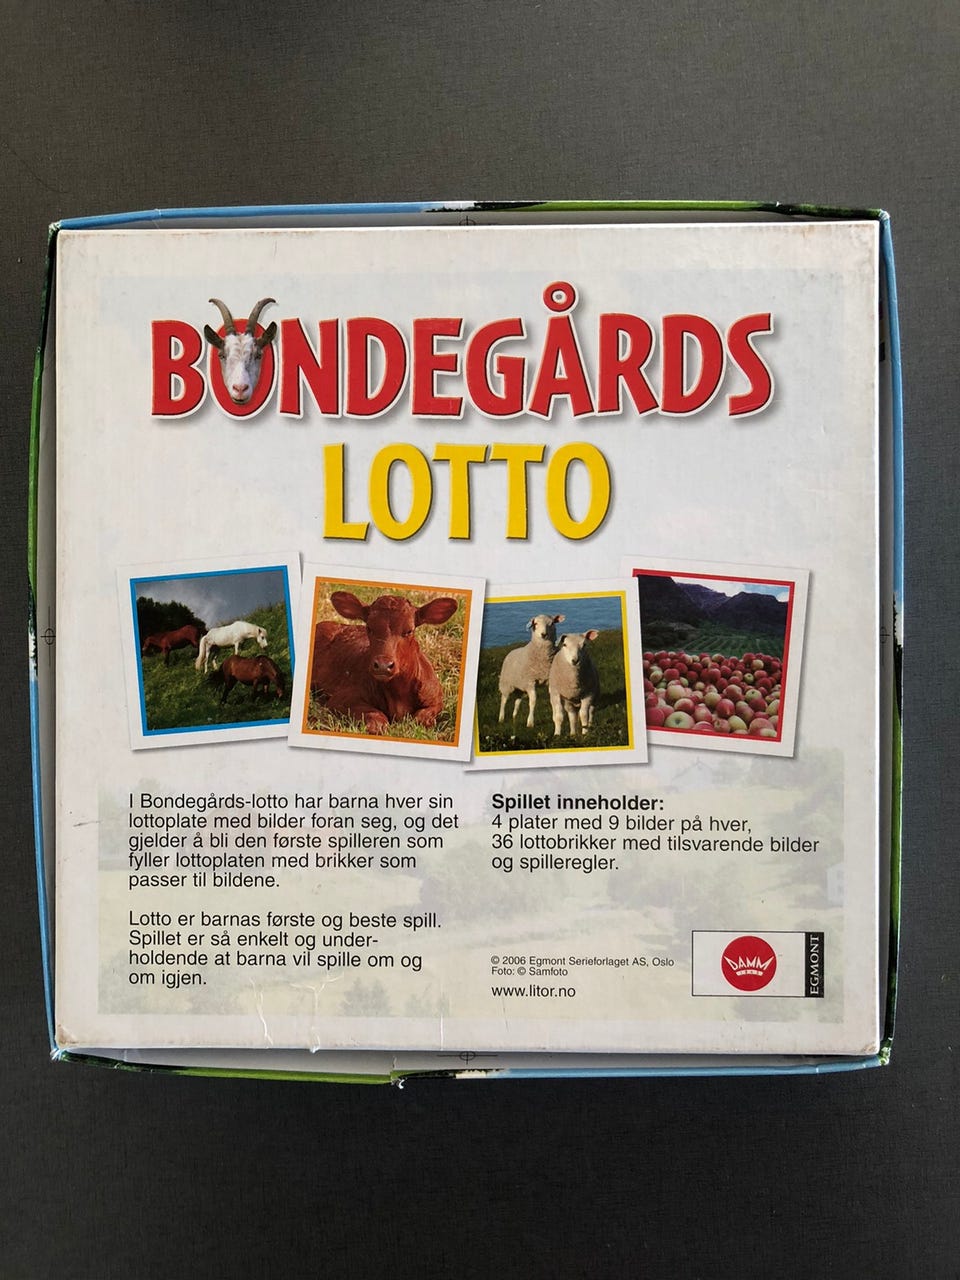 BONDEGÅRDS
LOTTO
I Bondegårds-lotto har barna hver sin
lottoplate med bilder foran seg, og det
gjelder å bli den første spilleren som
fyller lottoplaten med brikker som
passer til bildene.
Lotto er barnas første og beste spill.
Spillet er så enkelt og under-
holdende at barna vil spille om og
om igjen.
Spillet inneholder:
4 plater med 9 bilder på hver,
36 lottobrikker med tilsvarende bilder
og spilleregler.
© 2006 Egmont Serieforlaget AS, Oslo
Foto: © Samfoto
www.litor.no
DAMM
EGMONT